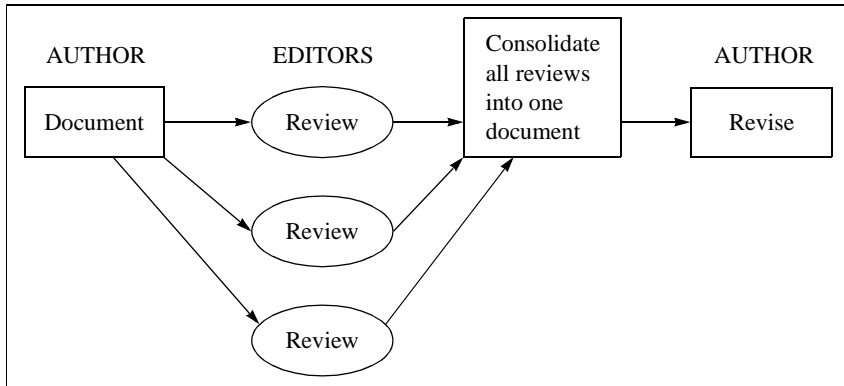 AUTHOR
EDITORS
Consolidate
all reviews
into one
document
AUTHOR
Document
Review
Revise
Review
Review